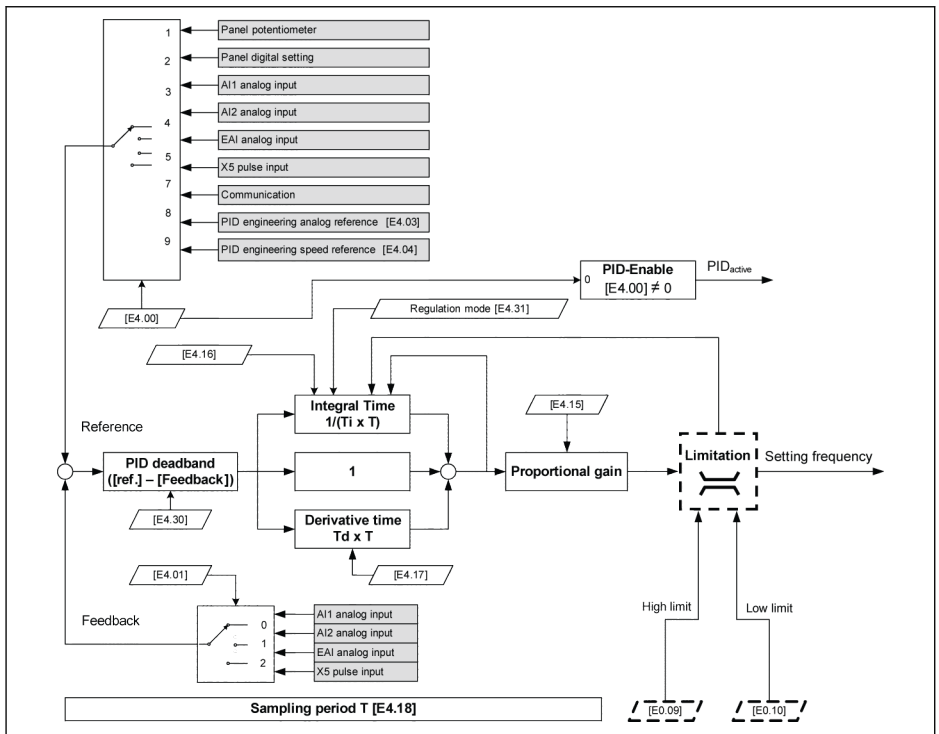 1 Panel potentiometer
2 Panel digital setting
3 AI1 analog input
4 AI2 analog input
EAI analog input
5 X5 pulse input
7 Communication
8 PID engineering analog reference [E4.03]
9 PID engineering speed reference [E4.04]
[E4.00]
0 PID-Enable
[E4.00] ≠ 0
PIDactive
Regulation mode [E4.31]
[E4.16]
Integral Time
1/(Ti x T)
[E4.15]
Reference
PID deadband
([ref.] – [Feedback])
1
Proportional gain
Limitation
Setting frequency
[E4.30]
Derivative time
Td x T
[E4.17]
[E4.01]
Feedback
0 AI1 analog input
1 AI2 analog input
EAI analog input
2 X5 pulse input
High limit
Low limit
Sampling period T [E4.18]
[E0.09]
[E0.10]